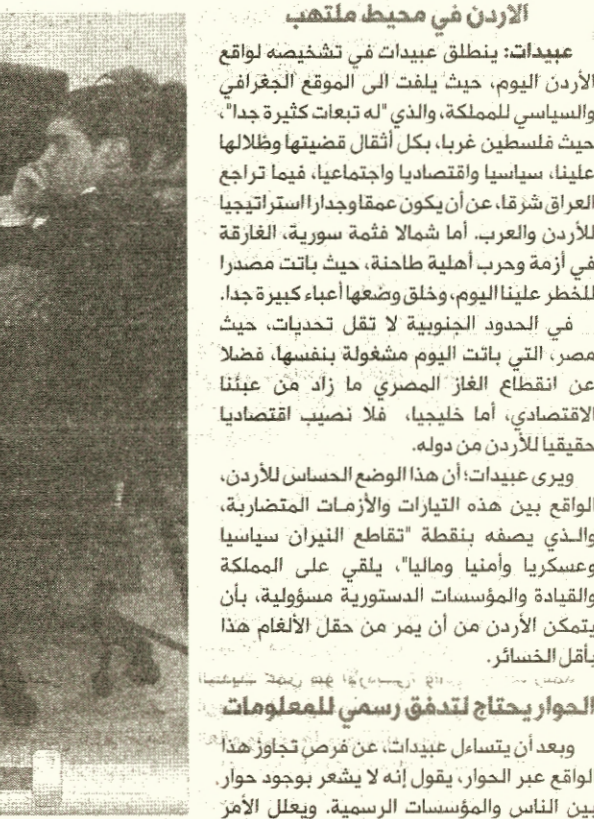 الاردن في محيط ملتهب
عبيدات: ينطلق عبيدات في تشخيصه لواقع
الأردن اليوم، حيث يلفت الى الموقع الجغرافي
والسياسي للمملكة، والذي "له تبعات كثيرة جدا"،
حيث فلسطين غربا، بكل أثقال قضيتها وظلالها
علينا، سياسيا واقتصاديا واجتماعيا، فيما تراجع
العراق شرقا، عن أن يكون عمقا وجدارا استراتيجيا
للأردن والعرب. أما شمالا فثمة سورية، الغارقة
في أزمة وحرب أهلية طاحنة، حيث باتت مصدرا
للخطر علينا اليوم، وخلق وضعها أعباء كبيرة جدا.
في الحدود الجنوبية لا تقل تحديات، حيث
مصر، التي باتت اليوم مشغولة بنفسها، فضلا
عن انقطاع الغاز المصري ما زاد من عبئنا
الاقتصادي، أما خليجيا، فلا نصيب اقتصاديا
حقيقيا للأردن من دوله.
ويرى عبيدات؛ أن هذا الوضع الحساس للأردن،
الواقع بين هذه التيارات والأزمات المتضاربة،
والذي يصفه بنقطة "تقاطع النيران سياسيا
وعسكريا وأمنيا وماليا"، يلقي على المملكة
والقيادة والمؤسسات الدستورية مسؤولية، بأن
يتمكن الأردن من أن يمر من حقل الألغام هذا
بأقل الخسائر.
الحوار يحتاج لتدفق رسمي للمعلومات
وبعد أن يتساءل عبيدات، عن فرص تجاوز هذا
الواقع عبر الحوار، يقول إنه لا يشعر بوجود حوار
بين الناس والمؤسسات الرسمية. ويعلل الأمر